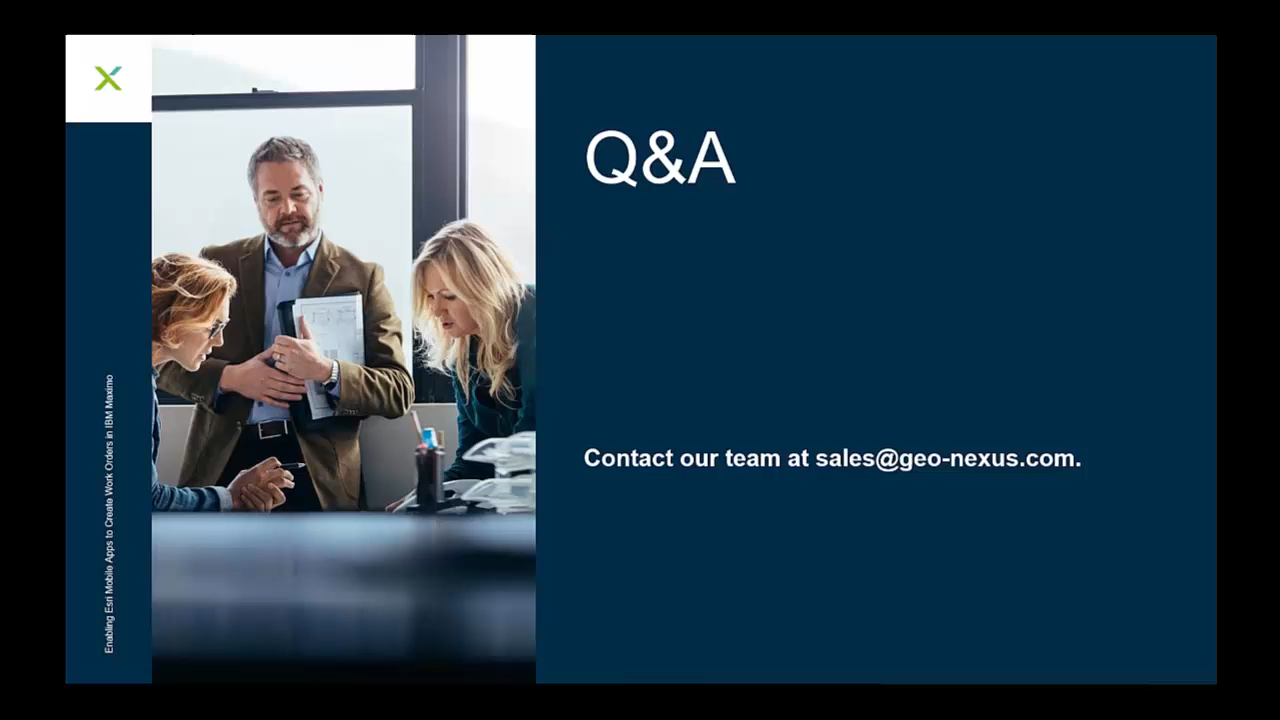 Q&A
Contact our team at sales@geo-nexus.com.
Enabling Esri Mobile Apps to Create Work Orders in IBM Maximo